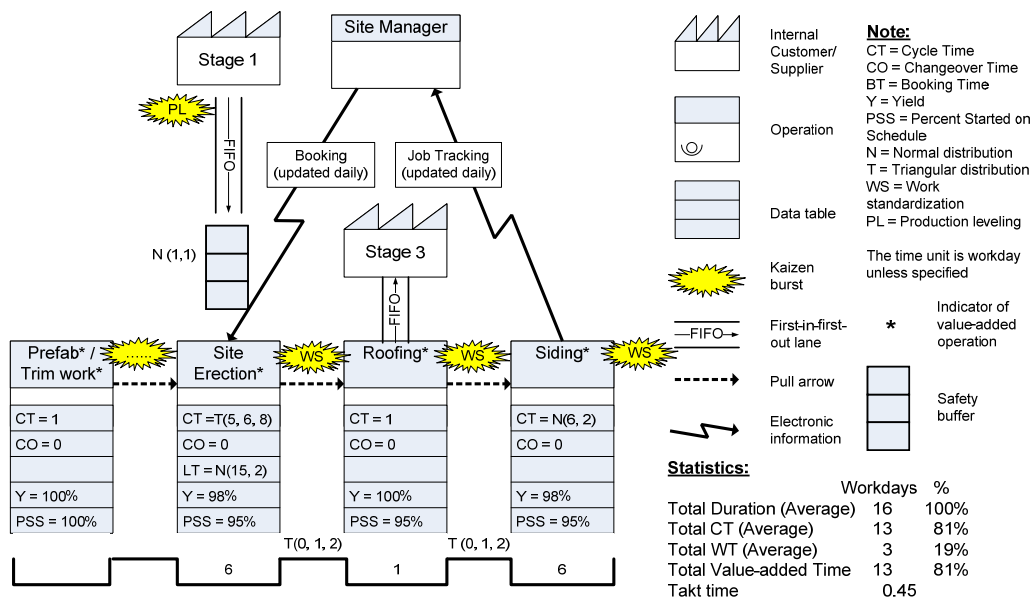 Stage 1
Site Manager
PL
FIFO
Booking
(updated daily)
Job Tracking
(updated daily)
N (1,1)
Stage 3
FIFO
Prefab* /
Trim work*
......
Site
Erection*
WS
Roofing*
WS
Siding*
WS
CT = 1
CO = 0
Y = 100%
PSS = 100%
CT =T(5, 6, 8)
CO = 0
LT = N(15, 2)
Y = 98%
PSS = 95%
CT = 1
CO = 0
Y = 100%
PSS = 95%
CT = N(6, 2)
CO = 0
Y = 98%
PSS = 95%
T(0, 1, 2)
T(0, 1, 2)
6
1
6
Internal
Customer/
Supplier
Operation
Data table
Kaizen
burst
FIFO
First-in-first-
out lane
Pull arrow
Electronic
information
Note:
CT = Cycle Time
CO = Changeover Time
BT = Booking Time
Y = Yield
PSS = Percent Started on
Schedule
N = Normal distribution
T = Triangular distribution
WS = Work
standardization
PL = Production leveling
The time unit is workday
unless specified
*
Indicator of
value-added
operation
Safety
buffer
Statistics:
Workdays %
Total Duration (Average) 16 100%
Total CT (Average) 13 81%
Total WT (Average) 3 19%
Total Value-added Time 13 81%
Takt time 0.45